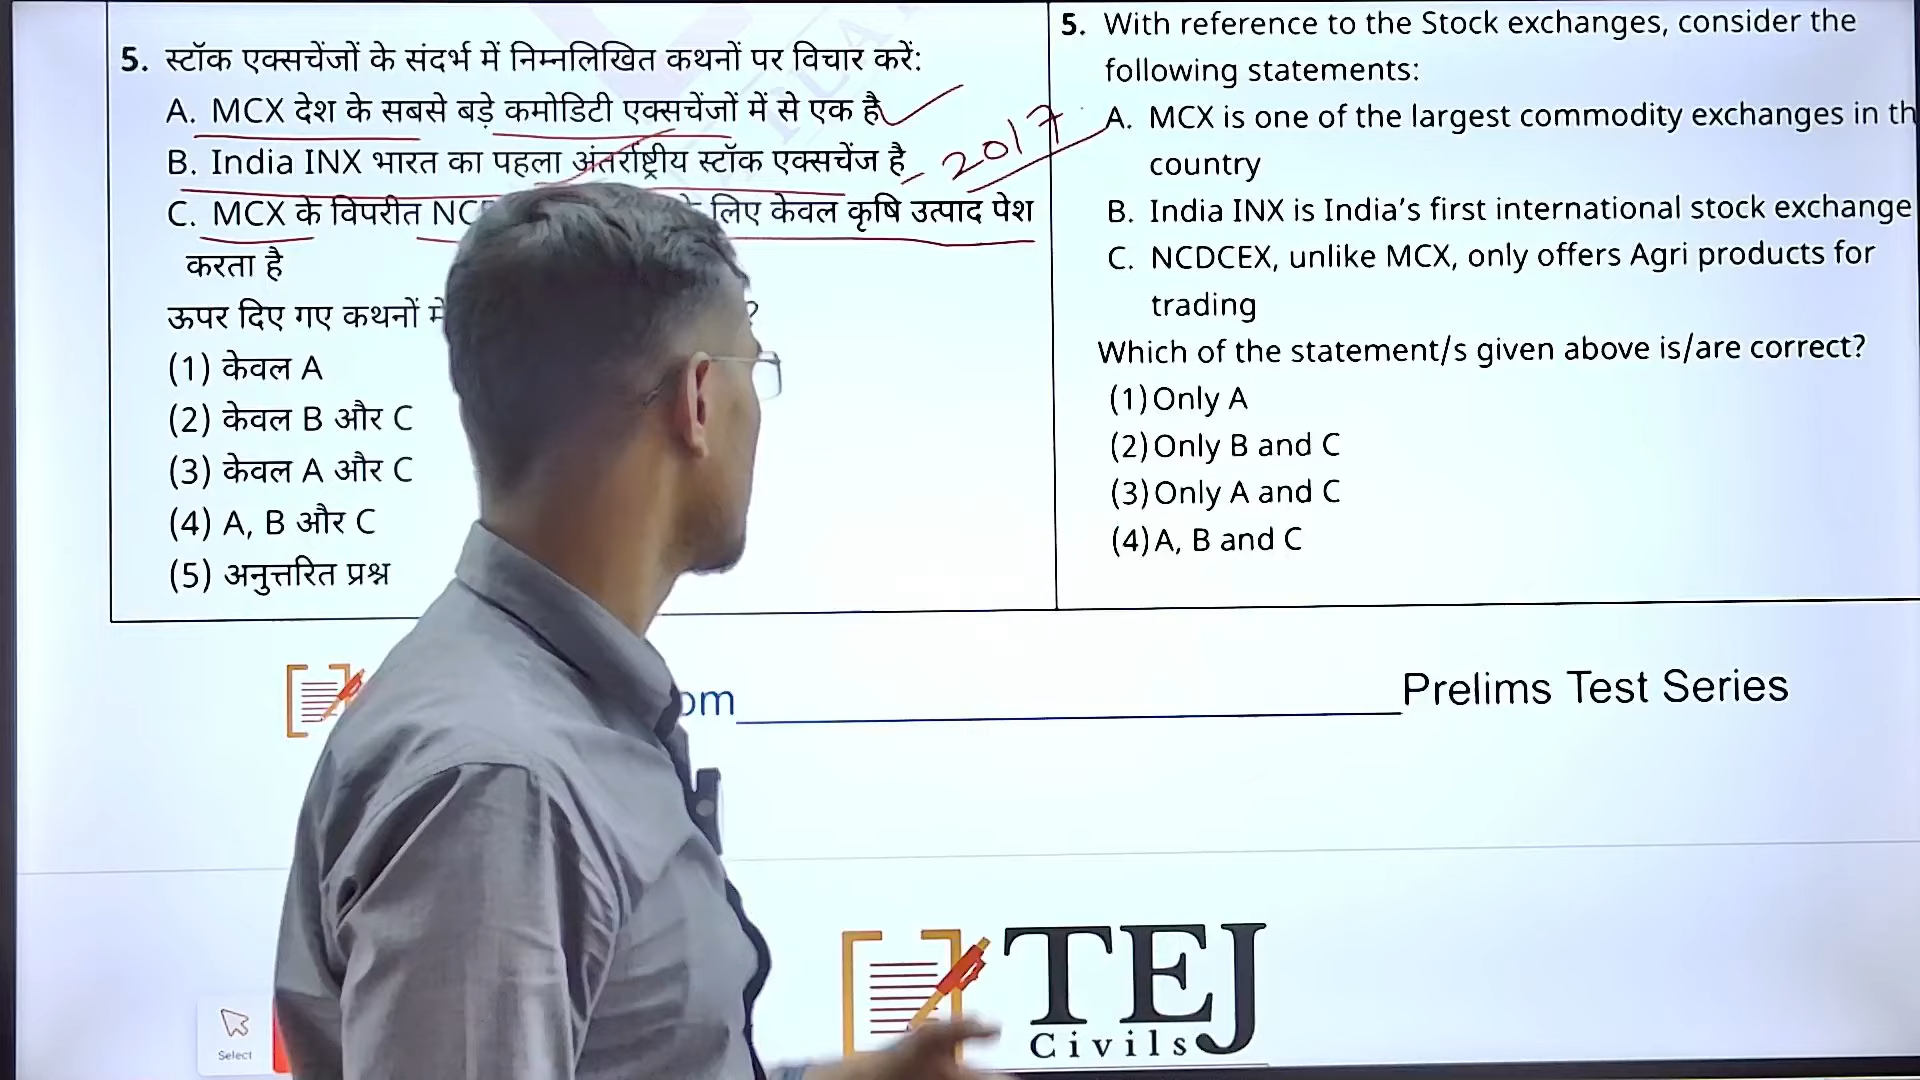 5. स्टॉक एक्सचेंजों के संदर्भ में निम्नलिखित कथनों पर विचार करें:
A. MCX देश के सबसे बड़े कमोडिटी एक्सचेंजों में से एक है
B. India INX भारत का पहला अंतर्राष्ट्रीय स्टॉक एक्सचेंज है
2017
C. MCX के विपरीत लिए केवल कृषि उत्पाद पेश
करता है
ऊपर दिए गए कथनों ?
(1) केवल A
(2) केवल B और C
(3) केवल A और C
(4) A, B और C
(5) अनुत्तरित प्रश्न
5. With reference to the Stock exchanges, consider the
following statements:
A. MCX is one of the largest commodity exchanges in th
country
B. India INX is India’s first international stock exchange
C. NCDCEX, unlike MCX, only offers Agri products for
trading
Which of the statement/s given above is/are correct?
(1) Only A
(2) Only B and C
(3) Only A and C
(4) A, B and C
om Prelims Test Series
TEJ
Civils
Select